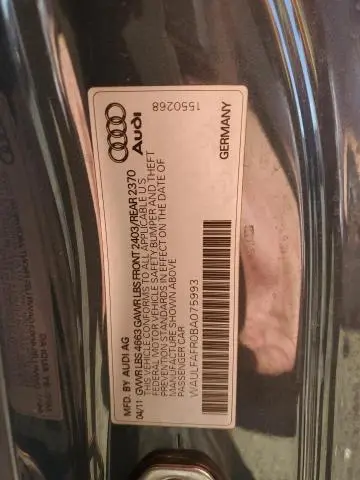 1550268
Audi
GERMANY
MFD. BY AUDI AG
04/11 GVWR LBS 4663 GAWR LBS FRONT 2403/REAR 2370
THIS VEHICLE CONFORMS TO ALL APPLICABLE U.S.
FEDERAL MOTOR VEHICLE SAFETY BUMPER AND THEFT
PREVENTION STANDARDS IN EFFECT ON THE DATE OF
MANUFACTURE SHOWN ABOVE
PASSENGER CAR
WAULFAFR0BA075993